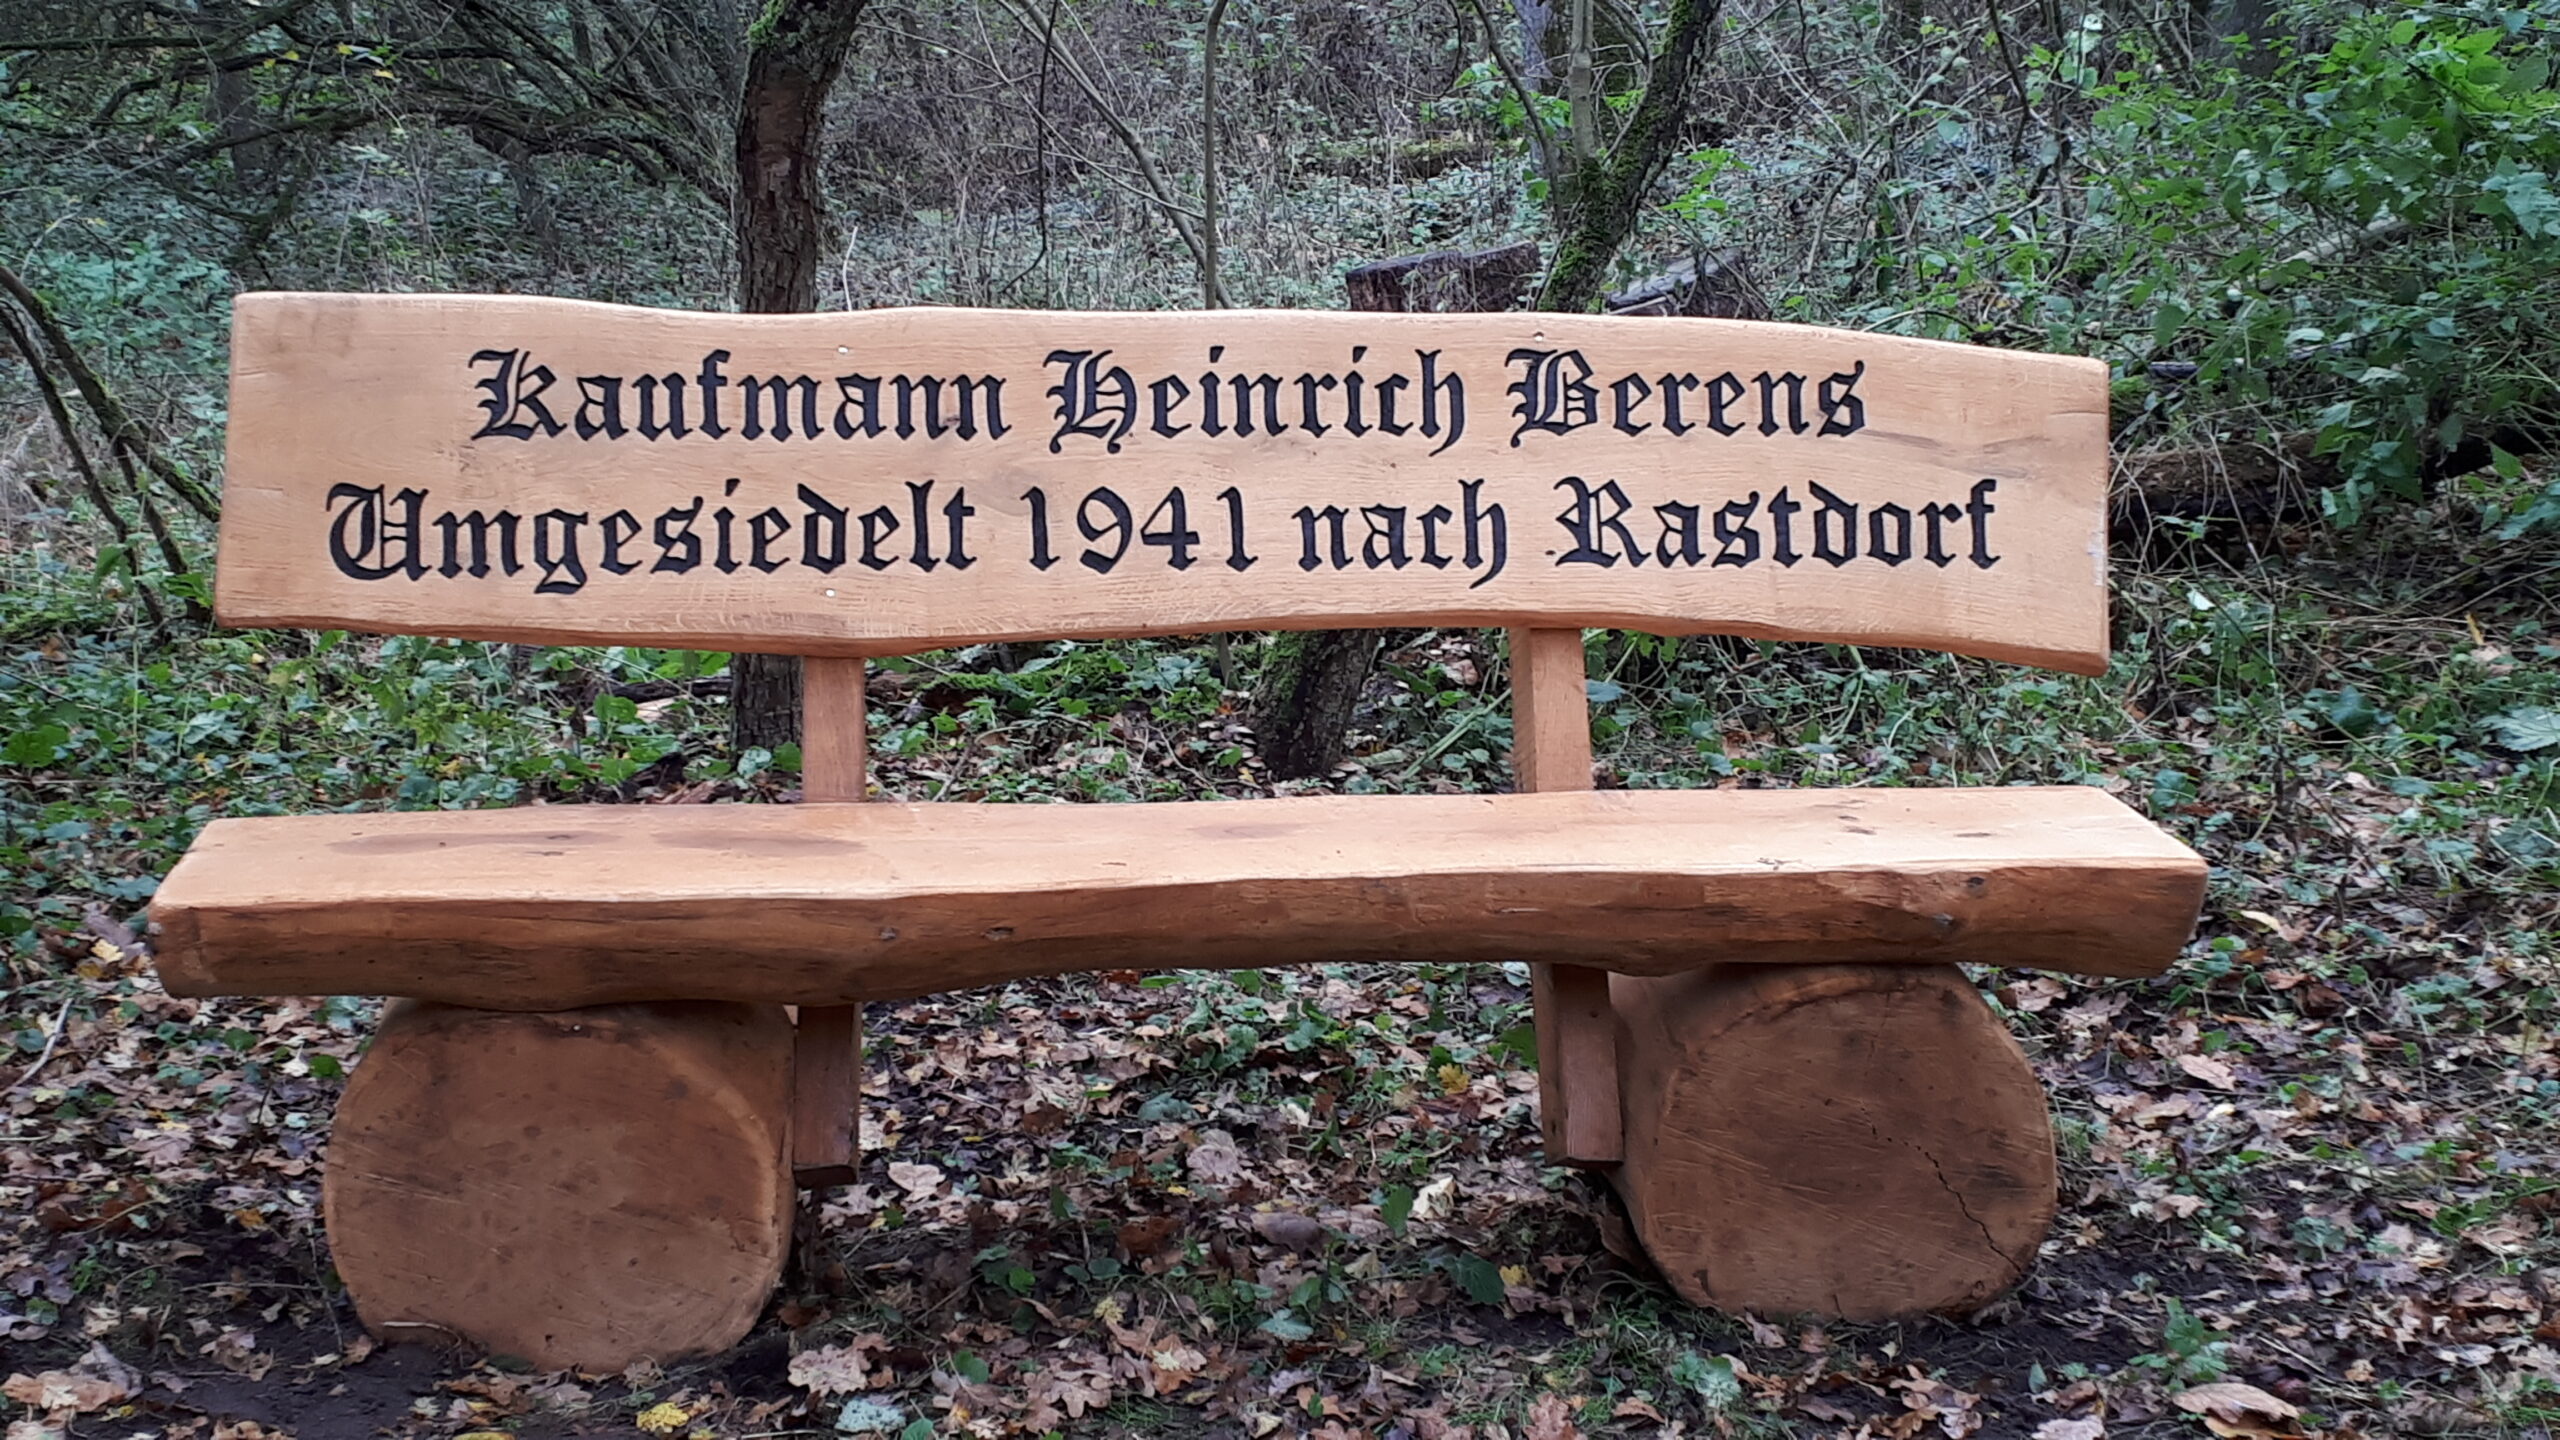 Kaufmann Heinrich Berens
Umgesiedelt 1941 nach Rastdorf